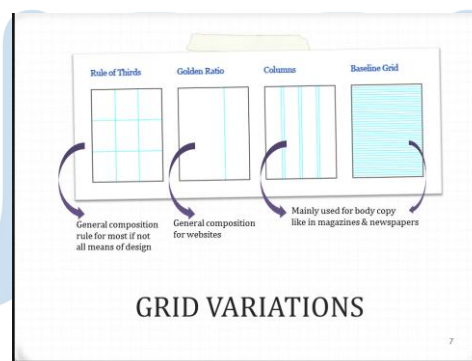 Rule of Thirds
Golden Ratio
Columns
Baseline Grid
General composition
rule for most if not
all means of design
General composition
for websites
Mainly used for body copy
like in magazines & newspapers
GRID VARIATIONS
7